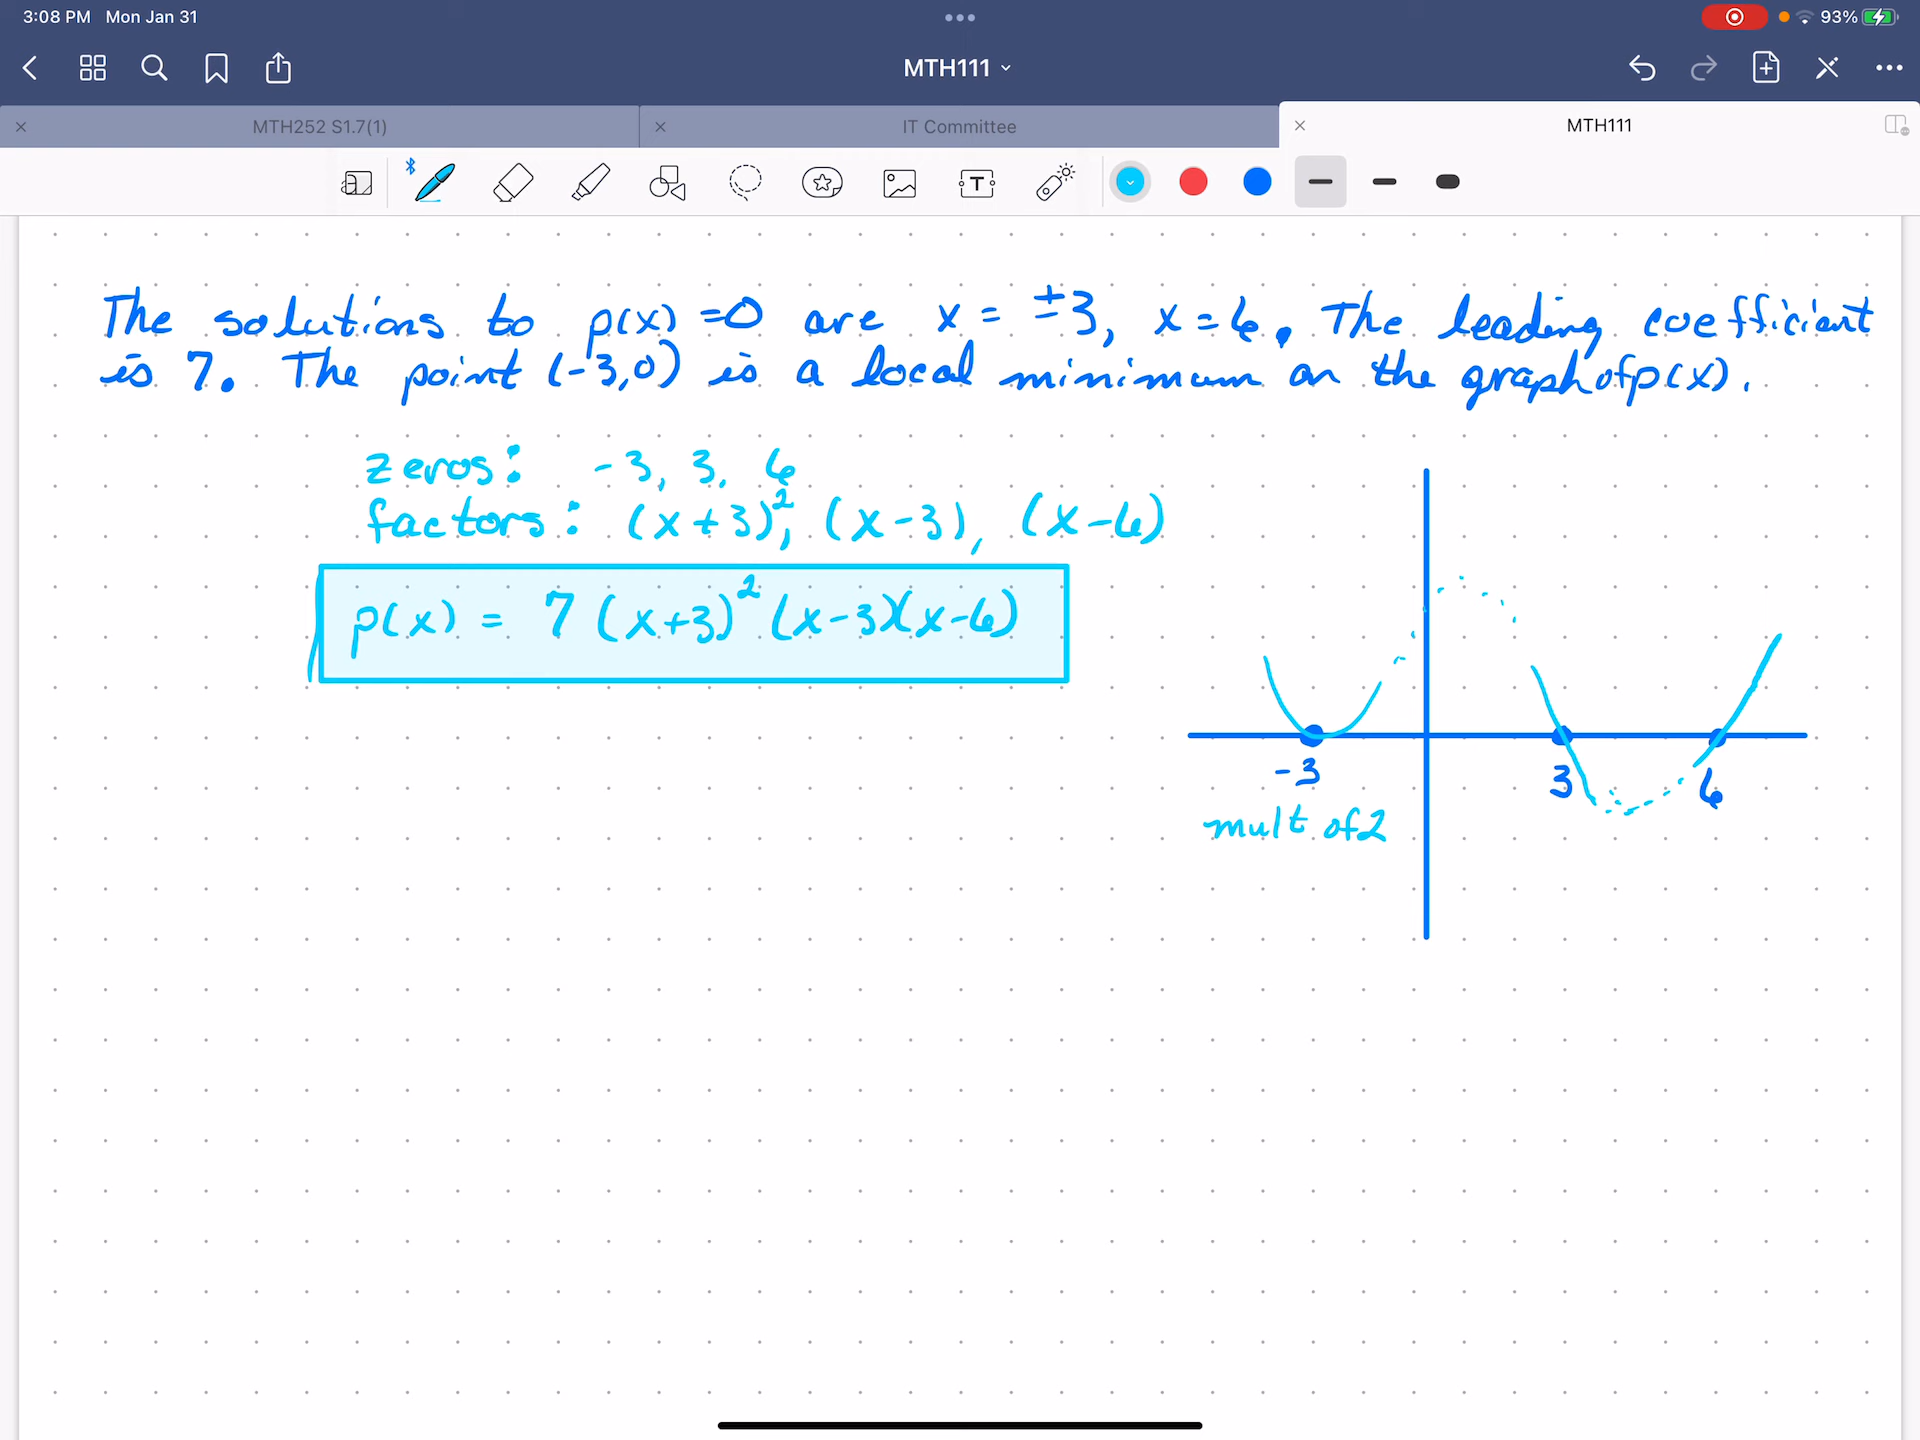 3:08 PM Mon Jan 31
93%
MTH111
MTH252 S1.7(1)
IT Committee
MTH111
The solutions to p(x)=0 are x = ±3, x=6. The leading coefficient
is 7. The point (-3,0) is a local minimum on the graph of p(x).
zeros: -3, 3, 6
factors: (x+3)², (x-3), (x-6)
p(x) = 7(x+3)²(x-3)(x-6)
-3
3
6
mult of 2